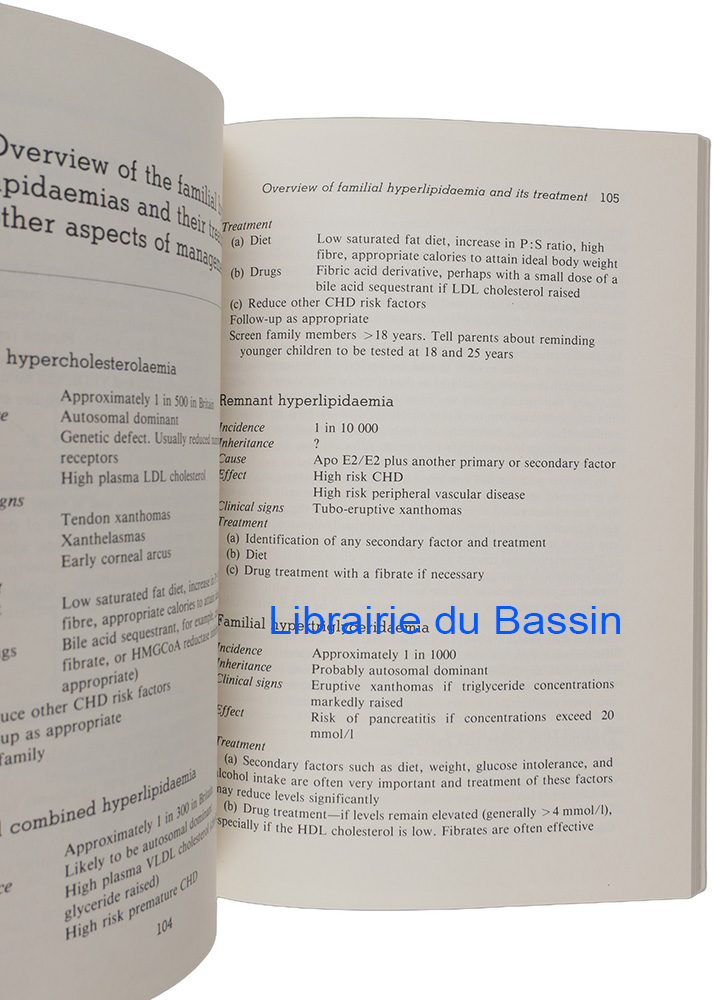 Overview of the familial
pidaemias and their
ther aspects of
hypercholesterolaemia
Approximately 1 in 500 in Britain
Autosomal dominant
Genetic defect. Usually reduced
receptors
High plasma LDL cholesterol
gns
Tendon xanthomas
Xanthelasmas
Early corneal arcus
Low saturated fat diet, increase in
fibre, appropriate calories to attain
gs
Bile acid sequestrant, for example,
fibrate, or HMGCoA reductase
appropriate)
uce other CHD risk factors
up as appropriate
family
combined hyperlipidaemia
Approximately 1 in 300 in Britain
Likely to be autosomal dominant
High plasma VLDL cholesterol
ce
glyceride raised)
High risk premature CHD
104
Overview of familial hyperlipidaemia and its treatment 105
Treatment
(a) Diet Low saturated fat diet, increase in P:S ratio, high
fibre, appropriate calories to attain ideal body weight
(b) Drugs Fibric acid derivative, perhaps with a small dose of a
bile acid sequestrant if LDL cholesterol raised
(c) Reduce other CHD risk factors
Follow-up as appropriate
Screen family members >18 years. Tell parents about reminding
younger children to be tested at 18 and 25 years
Remnant hyperlipidaemia
Incidence 1 in 10 000
Inheritance ?
Cause Apo E2/E2 plus another primary or secondary factor
Effect High risk CHD
High risk peripheral vascular disease
Clinical signs Tubo-eruptive xanthomas
Treatment
(a) Identification of any secondary factor and treatment
(b) Diet
(c) Drug treatment with a fibrate if necessary
Librairie du Bassin
Familial hypertriglyceridaemia
Incidence Approximately 1 in 1000
Inheritance Probably autosomal dominant
Clinical signs Eruptive xanthomas if triglyceride concentrations
markedly raised
Effect Risk of pancreatitis if concentrations exceed 20
mmol/l
Treatment
(a) Secondary factors such as diet, weight, glucose intolerance, and
alcohol intake are often very important and treatment of these factors
may reduce levels significantly
(b) Drug treatment—if levels remain elevated (generally >4 mmol/l),
specially if the HDL cholesterol is low. Fibrates are often effective